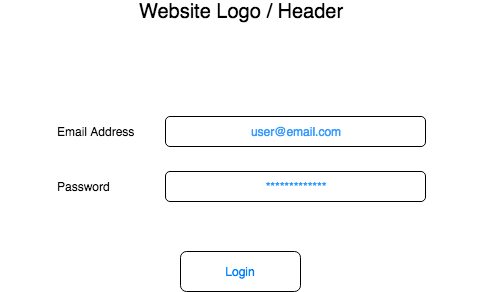 Website Logo / Header
Email Address
user@email.com
Password
*************
Login